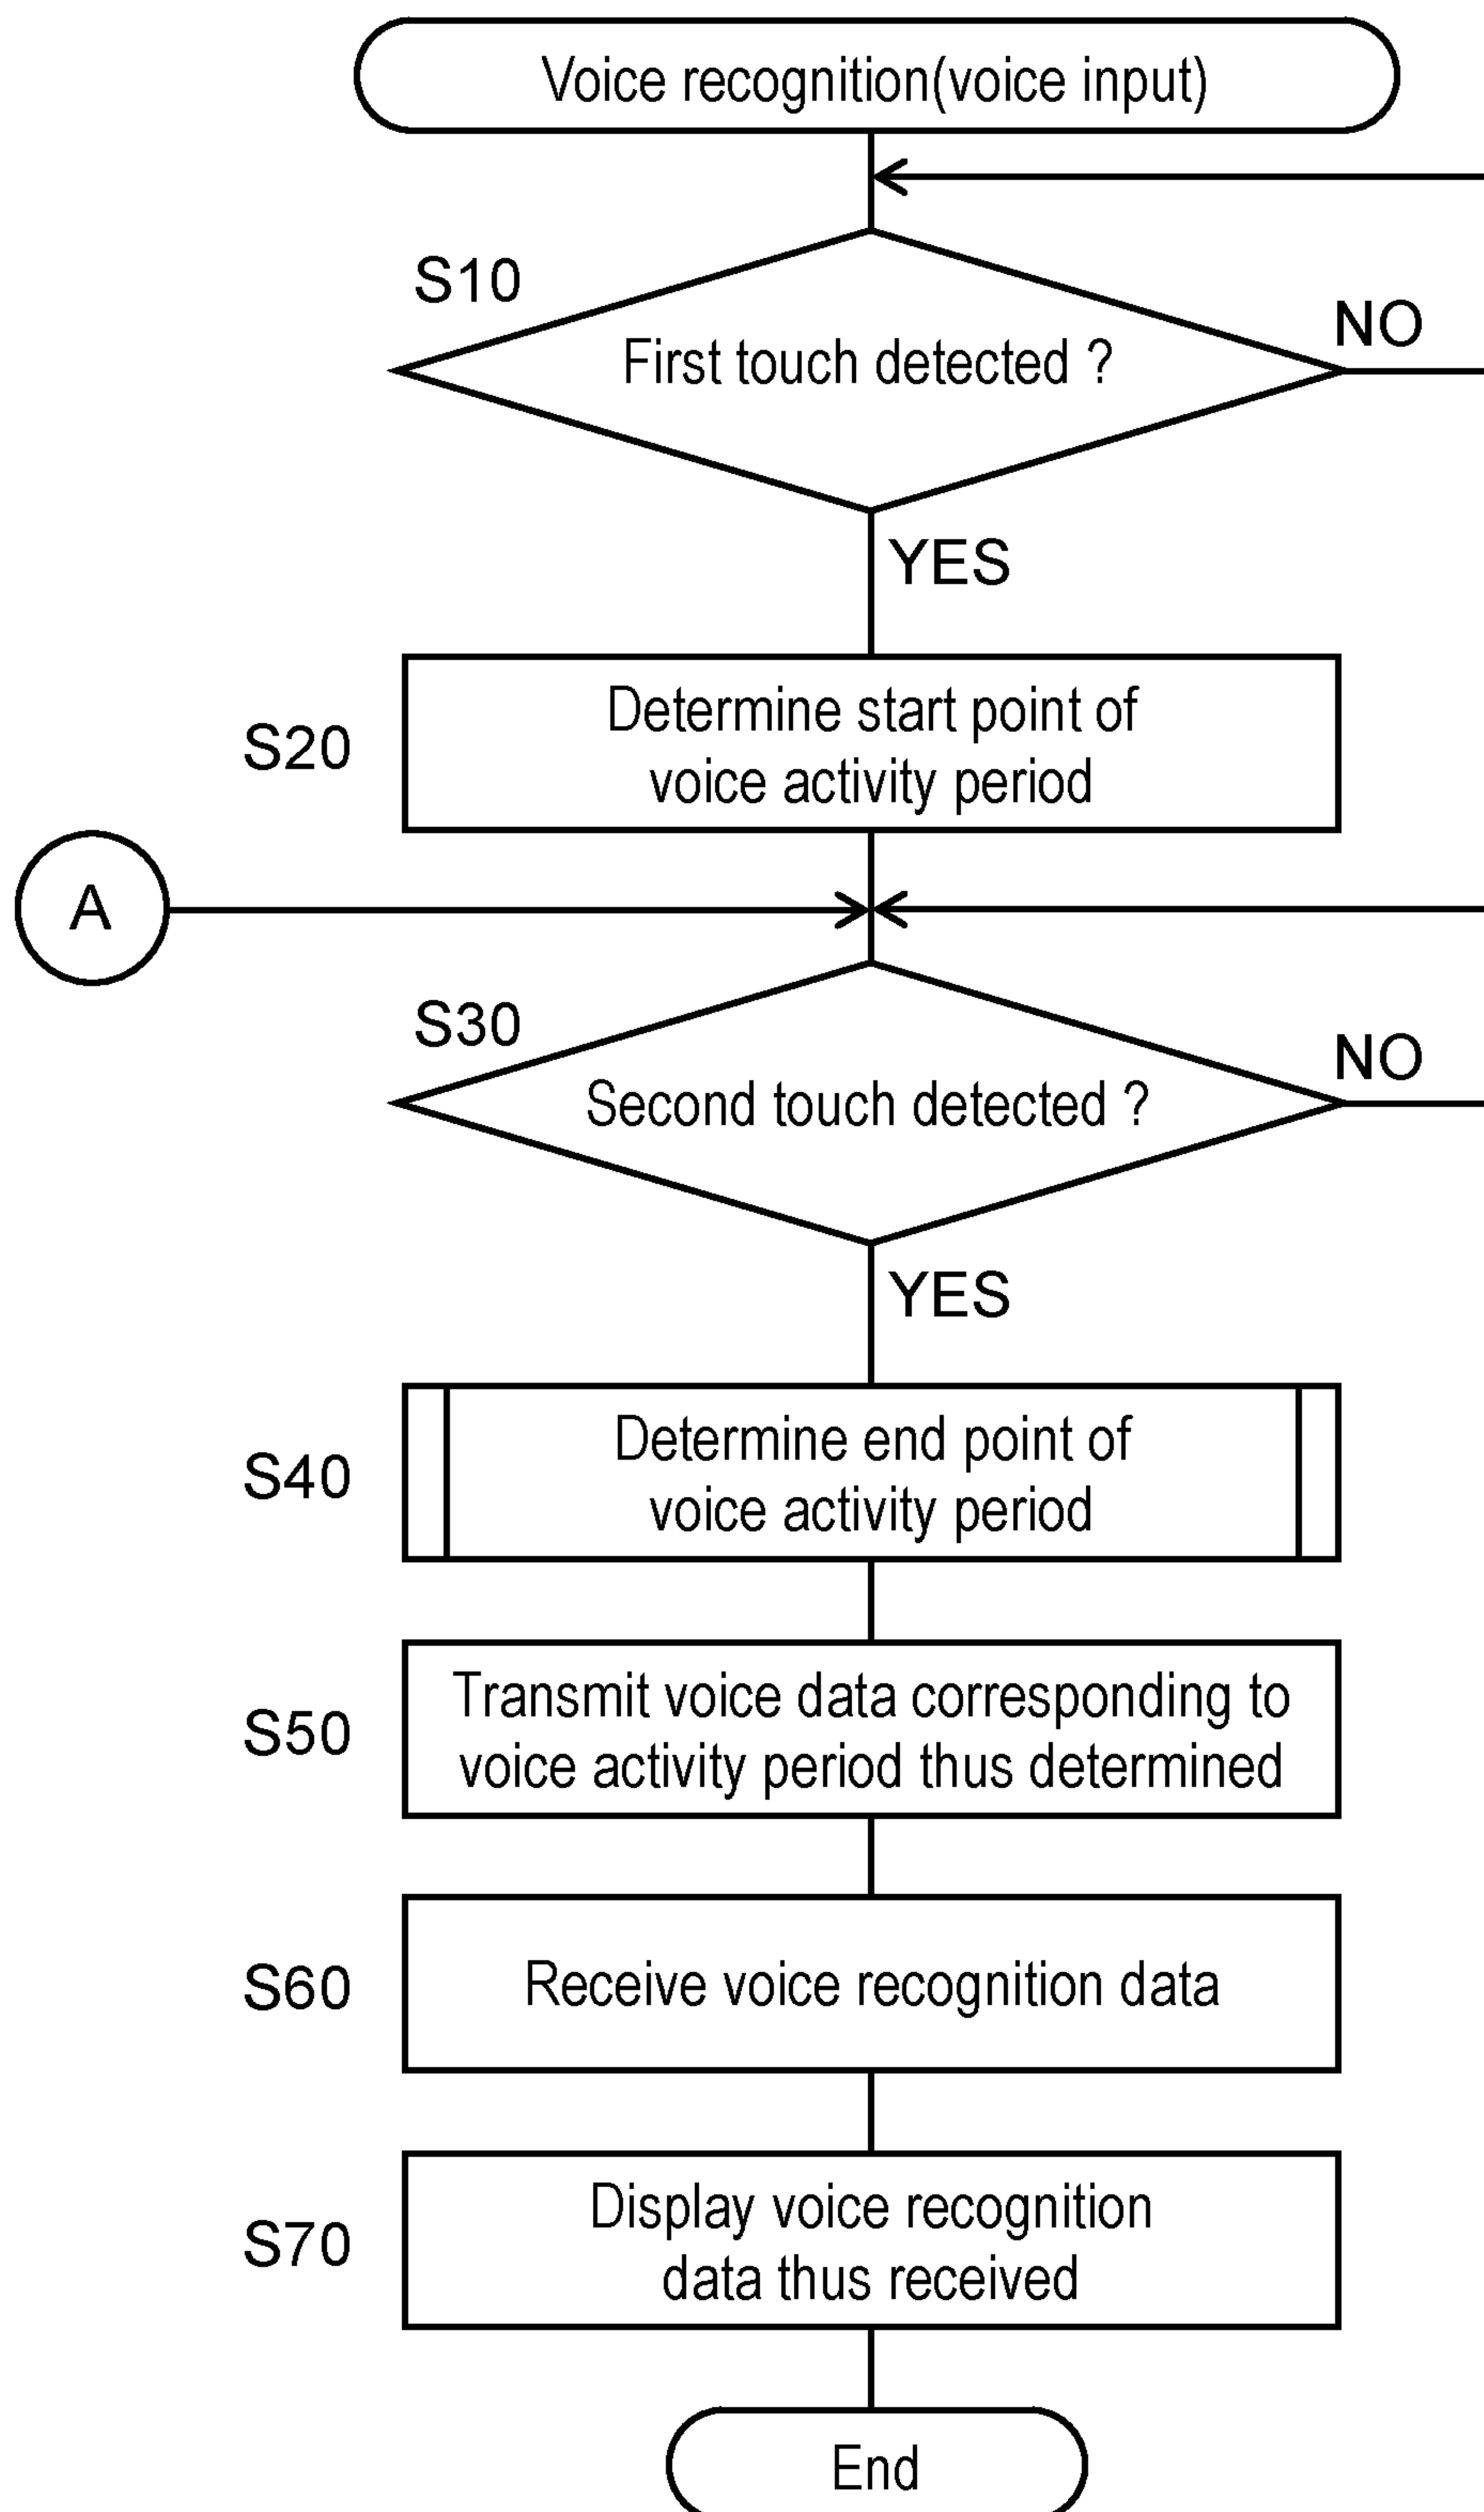 Voice recognition(voice input)
S10
First touch detected ?
NO
YES
S20
Determine start point of
voice activity period
A
S30
Second touch detected ?
NO
YES
S40
Determine end point of
voice activity period
S50
Transmit voice data corresponding to
voice activity period thus determined
S60
Receive voice recognition data
S70
Display voice recognition
data thus received
End